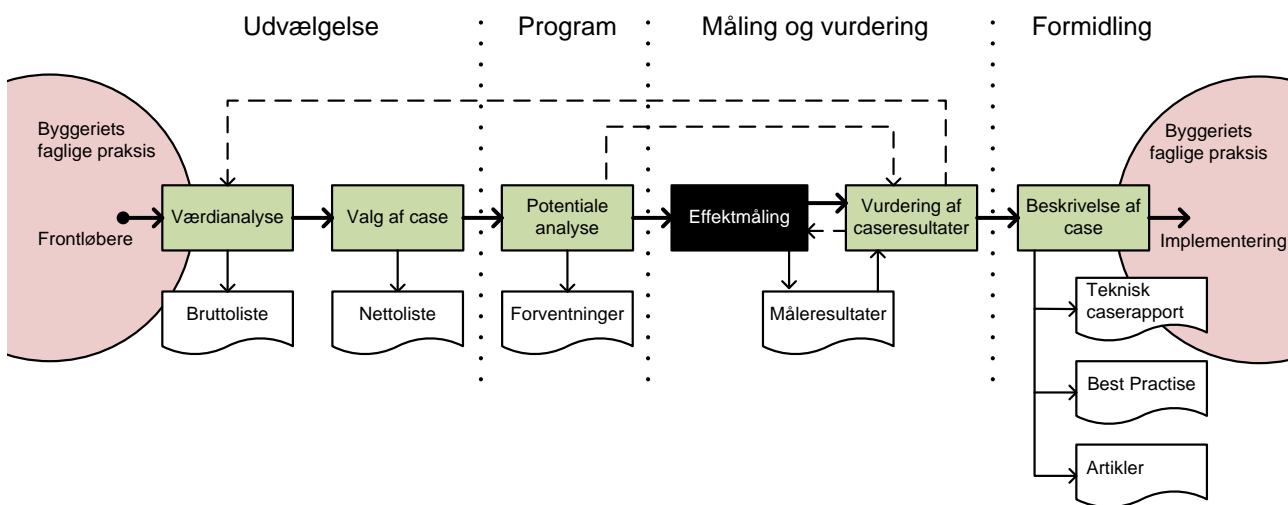 Udvælgelse
Program
Måling og vurdering
Formidling
Byggeriets
faglige praksis
Frontløbere
Værdianalyse
Bruttoliste
Valg af case
Nettoliste
Potentiale
analyse
Forventninger
Effektmåling
Måleresultater
Vurdering af
caseresultater
Beskrivelse af
case
Byggeriets
faglige praksis
Implementering
Teknisk
caserapport
Best Practise
Artikler